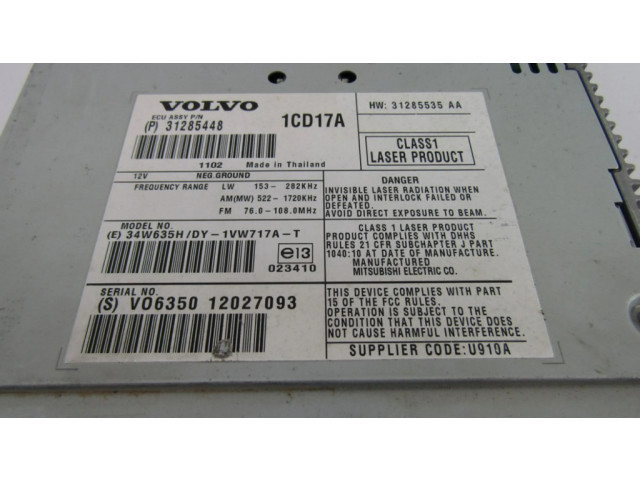 VOLVO
1CD17A
HW: 31285535 AA
ECU ASSY P/N
(P) 31285448
CLASS1
LASER PRODUCT
1102 Made in Thailand
12V NEG.GROUND
FREQUENCY RANGE LW 153- 282KHz
AM(MW) 522-1720KHz
FM 76.0-108.0MHz
DANGER
INVISIBLE LASER RADIATION WHEN
OPEN AND INTERLOCK FAILED OR
DEFEATED.
AVOID DIRECT EXPOSURE TO BEAM.
MODEL NO.
(E) 34W635H/DY-1VW717A-T
e13
023410
CLASS 1 LASER PRODUCT
PRODUCT COMPLIES WITH DHHS
RULES 21 CFR SUBCHAPTER J PART
1040:10 AT DATE OF MANUFACTURE.
MANUFACTURED
MITSUBISHI ELECTRIC CO.
SERIAL NO.
(S) VO6350 12027093
THIS DEVICE COMPLIES WITH PART
15 OF THE FCC RULES.
OPERATION IS SUBJECT TO THE
CONDITION THAT THIS DEVICE DOES
NOT CAUSE HARMFUL INTERFERENCE.
SUPPLIER CODE:U910A